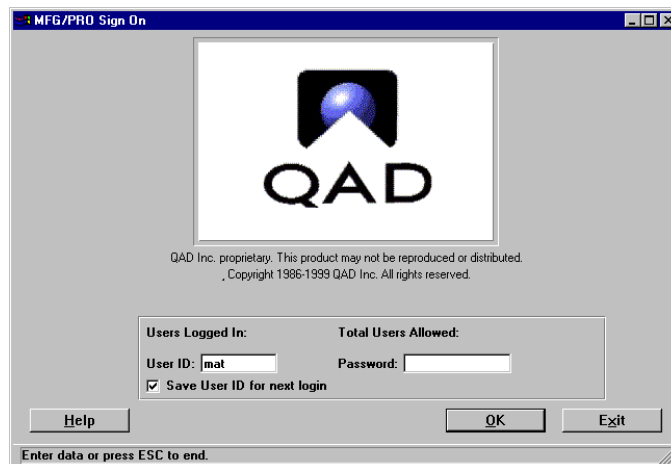 MFG/PRO Sign On
QAD
QAD Inc. proprietary. This product may not be reproduced or distributed.
, Copyright 1986-1999 QAD Inc. All rights reserved.
Users Logged In: Total Users Allowed:
User ID: mat Password:
Save User ID for next login
Help OK Exit
Enter data or press ESC to end.